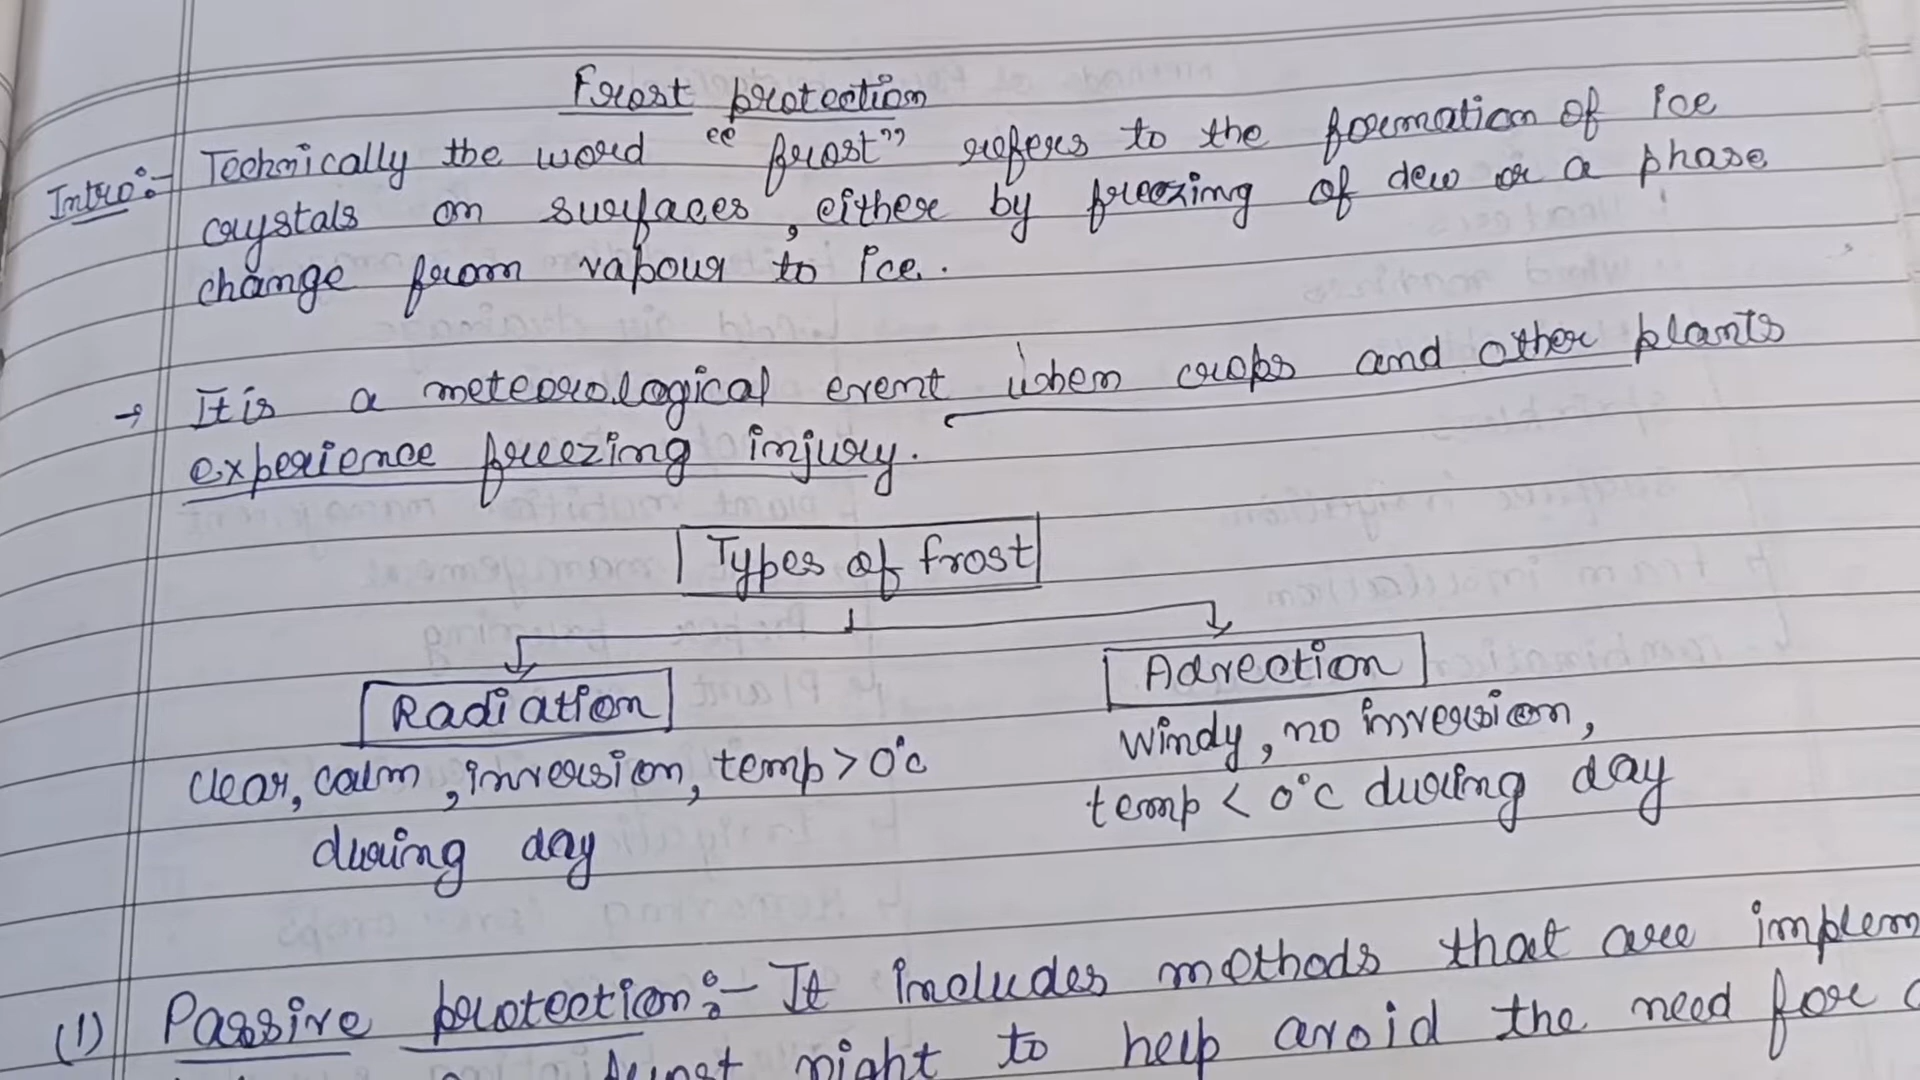 Frost protection
Intro:- Technically the word "frost" refers to the formation of ice
crystals on surfaces, either by freezing of dew or a phase
change from vapour to ice.
→ It is a meteorological event when crops and other plants
experience freezing injury.
Types of frost
Radiation
clear, calm, inversion, temp > 0°c
during day
Advection
windy, no inversion,
temp < 0°c during day
(1) Passive protection:- It includes methods that are implem
night to help avoid the need for